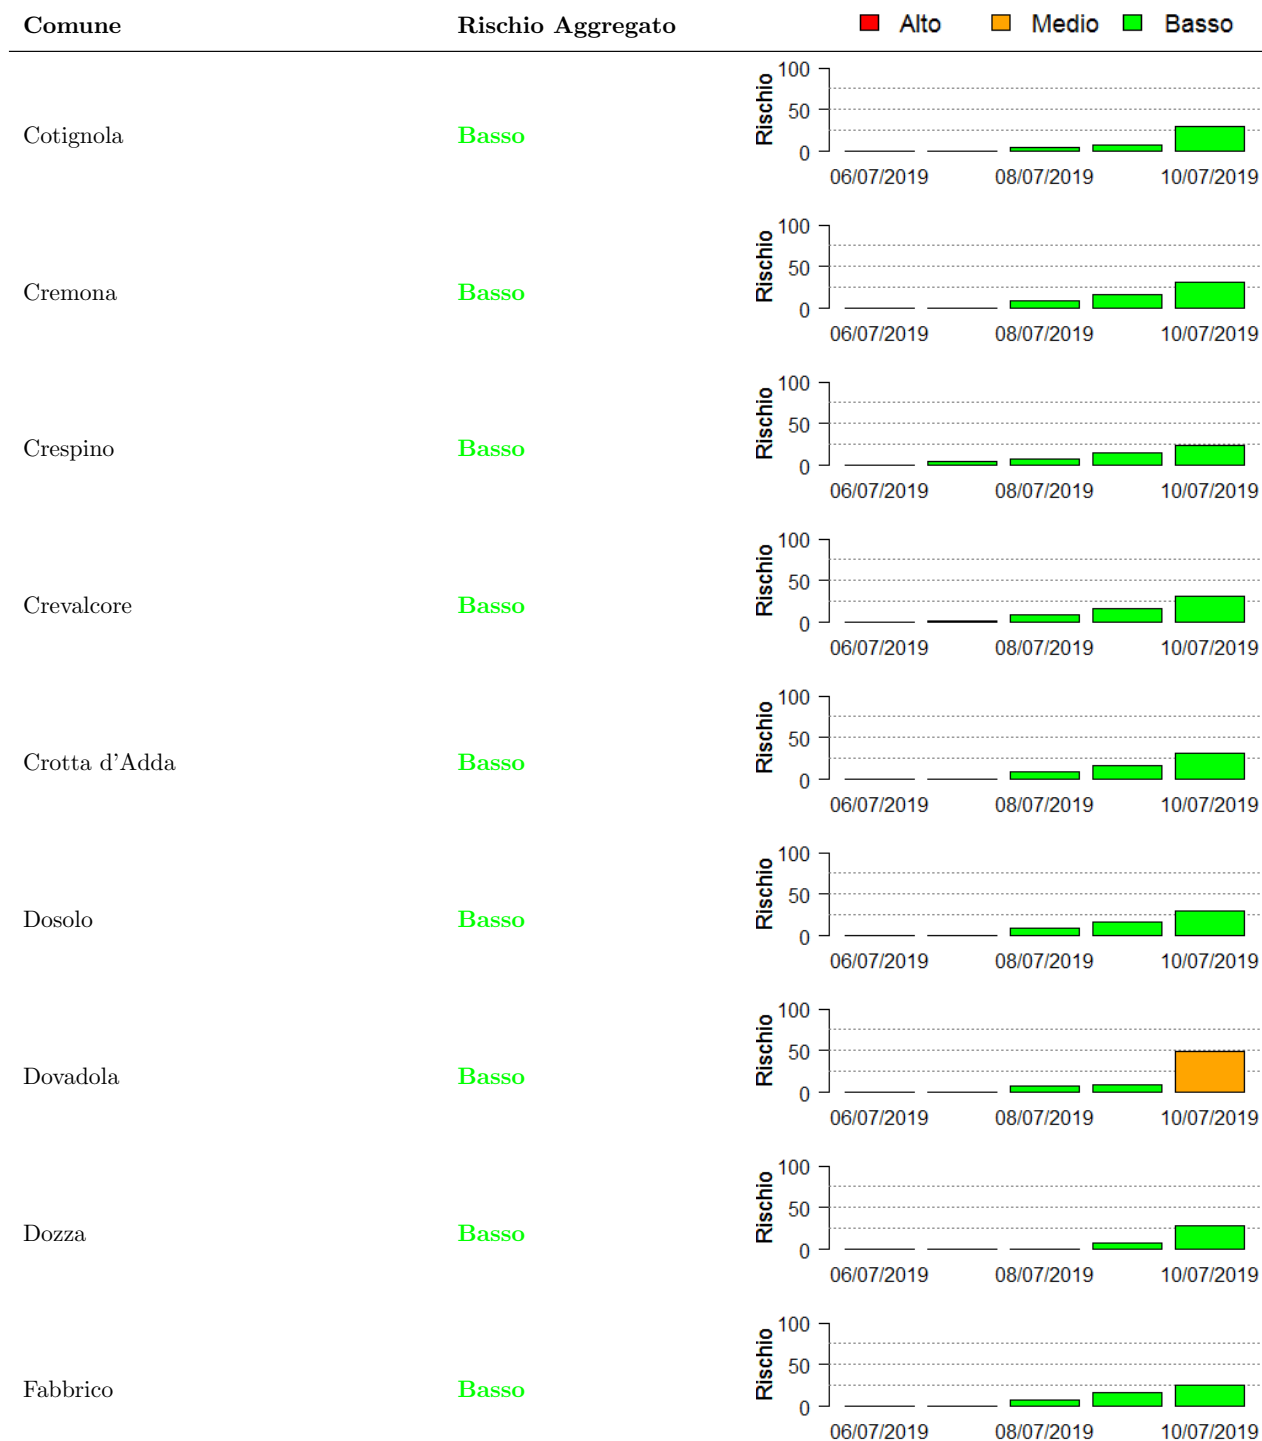 Comune Rischio Aggregato Alto Medio Basso
Cotignola Basso Rischio 100 50 0
06/07/2019 08/07/2019 10/07/2019
Cremona Basso Rischio 100 50 0
06/07/2019 08/07/2019 10/07/2019
Crespino Basso Rischio 100 50 0
06/07/2019 08/07/2019 10/07/2019
Crevalcore Basso Rischio 100 50 0
06/07/2019 08/07/2019 10/07/2019
Crotta d'Adda Basso Rischio 100 50 0
06/07/2019 08/07/2019 10/07/2019
Dosolo Basso Rischio 100 50 0
06/07/2019 08/07/2019 10/07/2019
Dovadola Basso Rischio 100 50 0
06/07/2019 08/07/2019 10/07/2019
Dozza Basso Rischio 100 50 0
06/07/2019 08/07/2019 10/07/2019
Fabbrico Basso Rischio 100 50 0
06/07/2019 08/07/2019 10/07/2019